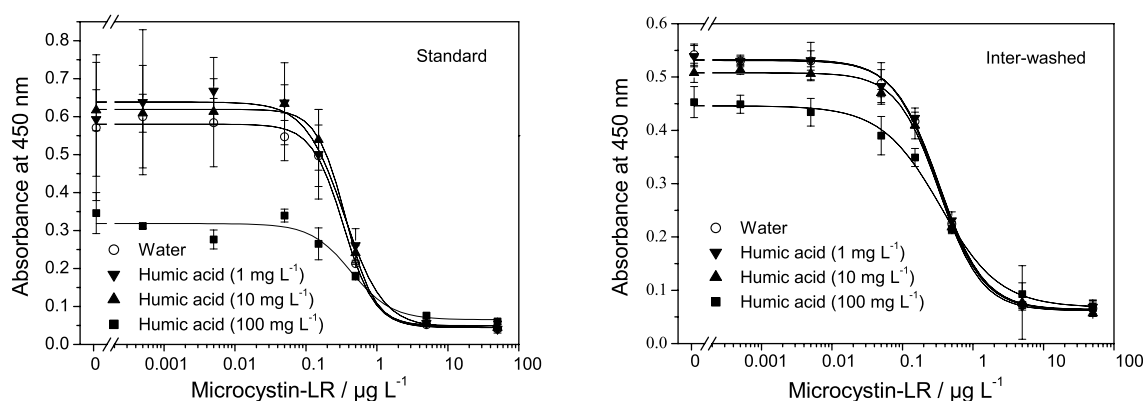 Standard
Absorbance at 450 nm
0.8
0.7
0.6
0.5
0.4
0.3
0.2
0.1
0.0
Water
Humic acid (1 mg L⁻¹)
Humic acid (10 mg L⁻¹)
Humic acid (100 mg L⁻¹)
0 0.001 0.01 0.1 1 10 100
Microcystin-LR / µg L⁻¹
Inter-washed
Absorbance at 450 nm
0.6
0.5
0.4
0.3
0.2
0.1
0.0
Water
Humic acid (1 mg L⁻¹)
Humic acid (10 mg L⁻¹)
Humic acid (100 mg L⁻¹)
0 0.001 0.01 0.1 1 10 100
Microcystin-LR / µg L⁻¹